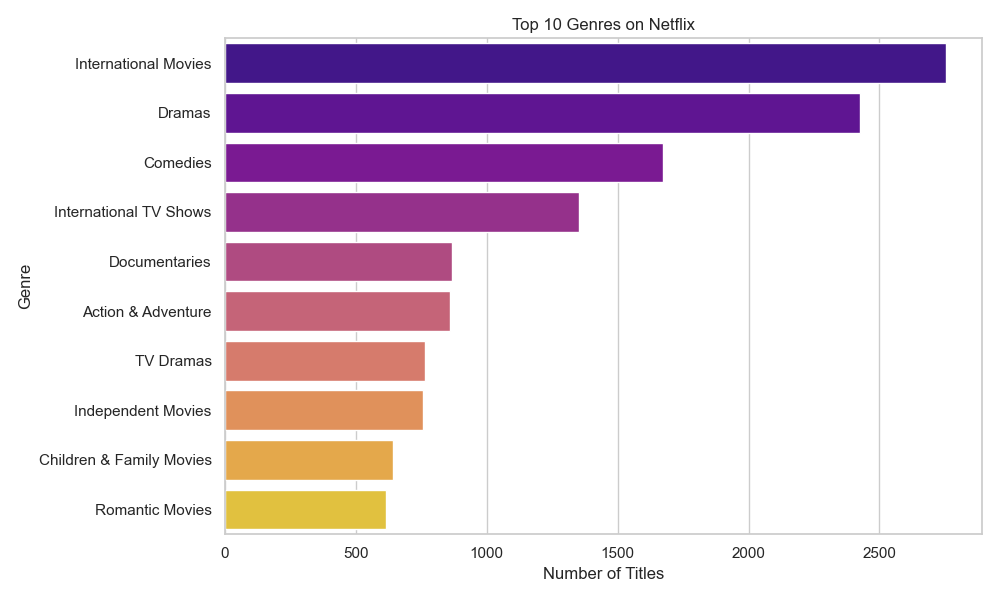 Top 10 Genres on Netflix
Genre
International Movies
Dramas
Comedies
International TV Shows
Documentaries
Action & Adventure
TV Dramas
Independent Movies
Children & Family Movies
Romantic Movies
0 500 1000 1500 2000 2500
Number of Titles